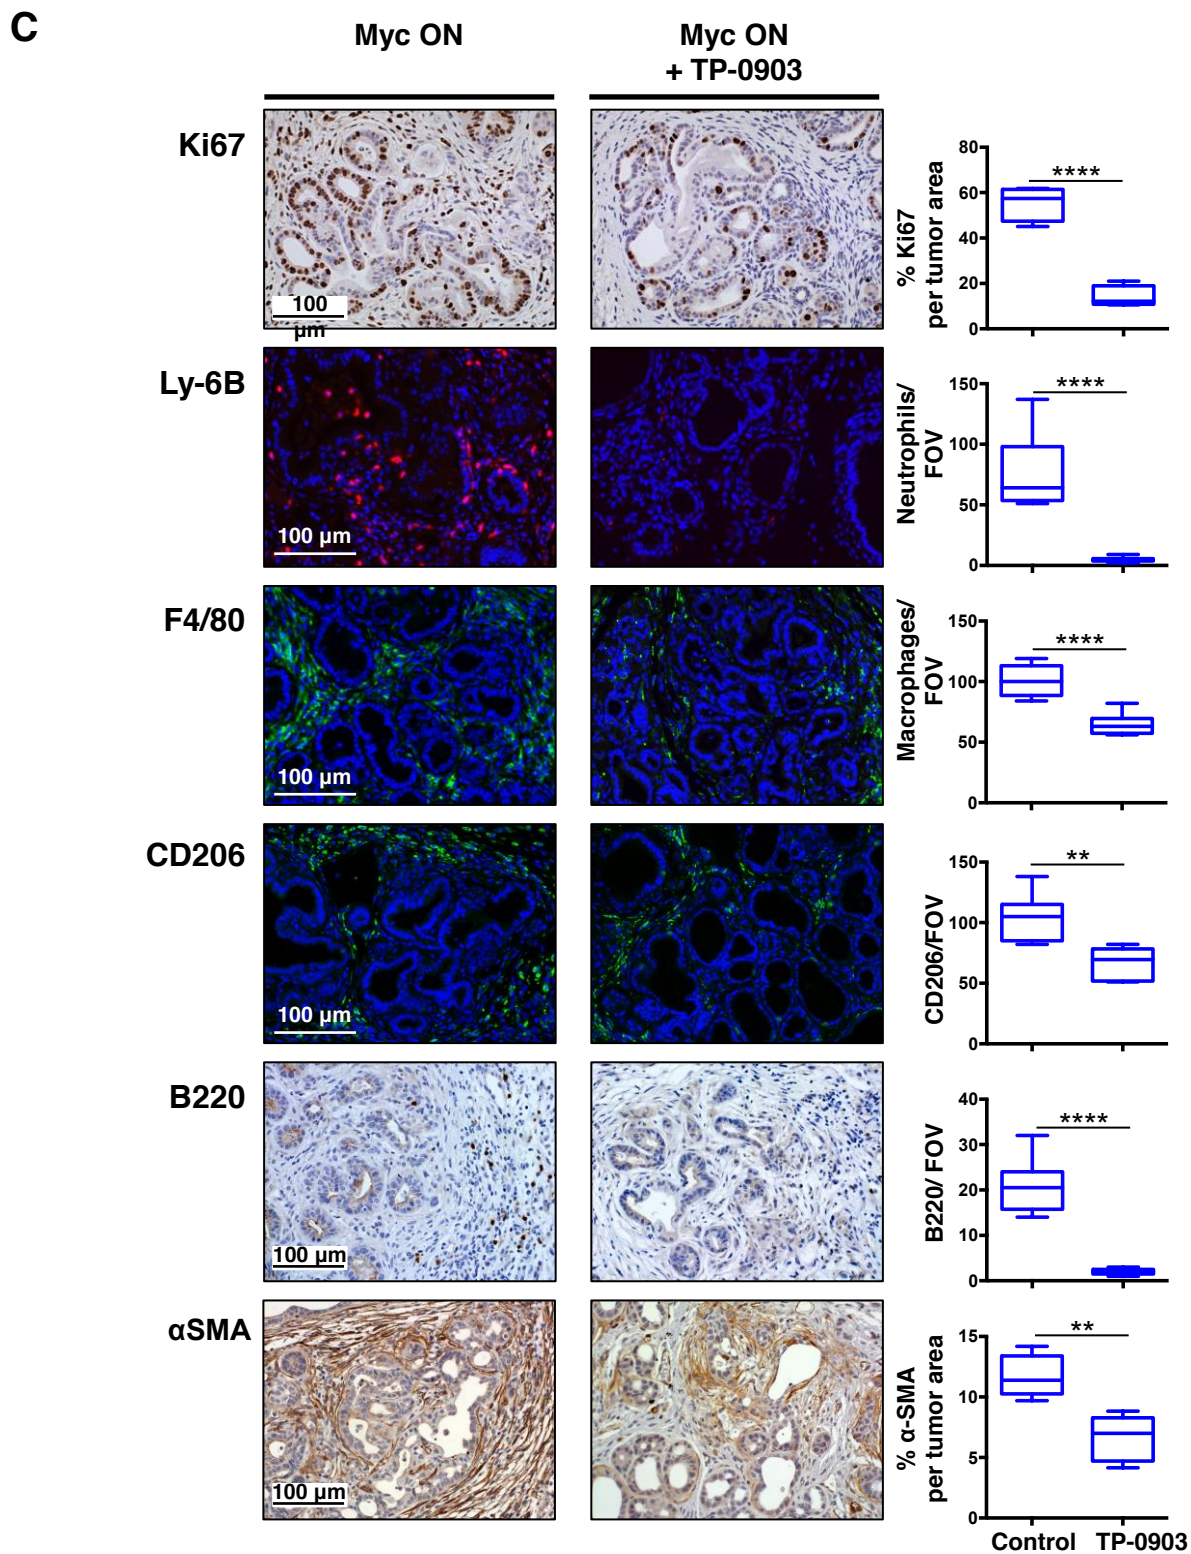 C
Myc ON
Myc ON
+ TP-0903
Ki67
100
µm
% Ki67
per tumor area
80
60
40
20
0
****
Ly-6B
100 µm
Neutrophils/
FOV
150
100
50
0
****
F4/80
100 µm
Macrophages/
FOV
150
100
50
0
****
CD206
100 µm
CD206/FOV
150
100
50
0
**
B220
100 µm
B220/ FOV
40
30
20
10
0
****
αSMA
100 µm
% α-SMA
per tumor area
15
10
5
0
**
Control TP-0903